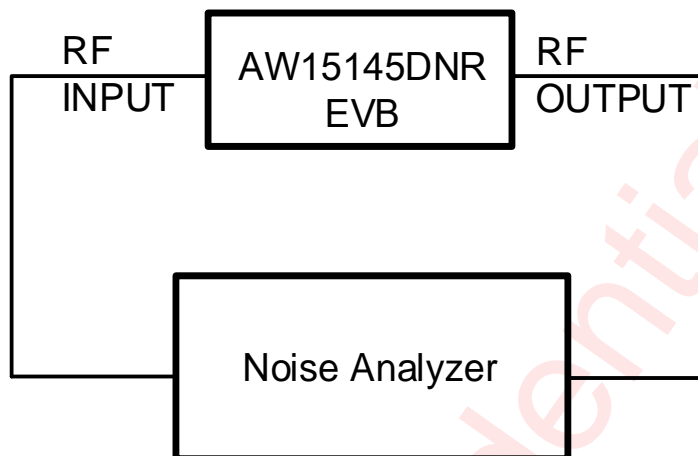 RF
INPUT
AW15145DNR
EVB
RF
OUTPUT
Noise Analyzer